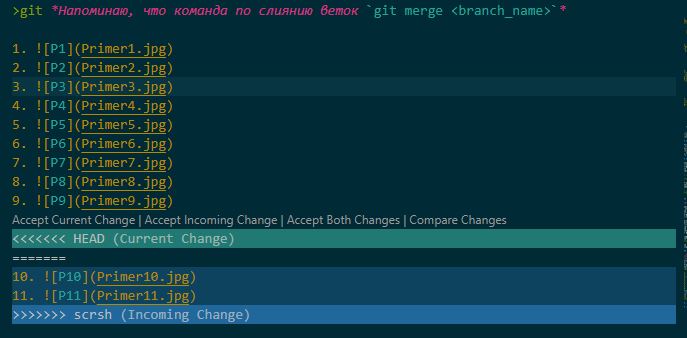 >git *Напоминаю, что команда по слиянию веток `git merge <branch_name>`*
1. ![P1](Primer1.jpg)
2. ![P2](Primer2.jpg)
3. ![P3](Primer3.jpg)
4. ![P4](Primer4.jpg)
5. ![P5](Primer5.jpg)
6. ![P6](Primer6.jpg)
7. ![P7](Primer7.jpg)
8. ![P8](Primer8.jpg)
9. ![P9](Primer9.jpg)
Accept Current Change | Accept Incoming Change | Accept Both Changes | Compare Changes
<<<<<<< HEAD (Current Change)
=======
10. ![P10](Primer10.jpg)
11. ![P11](Primer11.jpg)
>>>>>>> scrsh (Incoming Change)